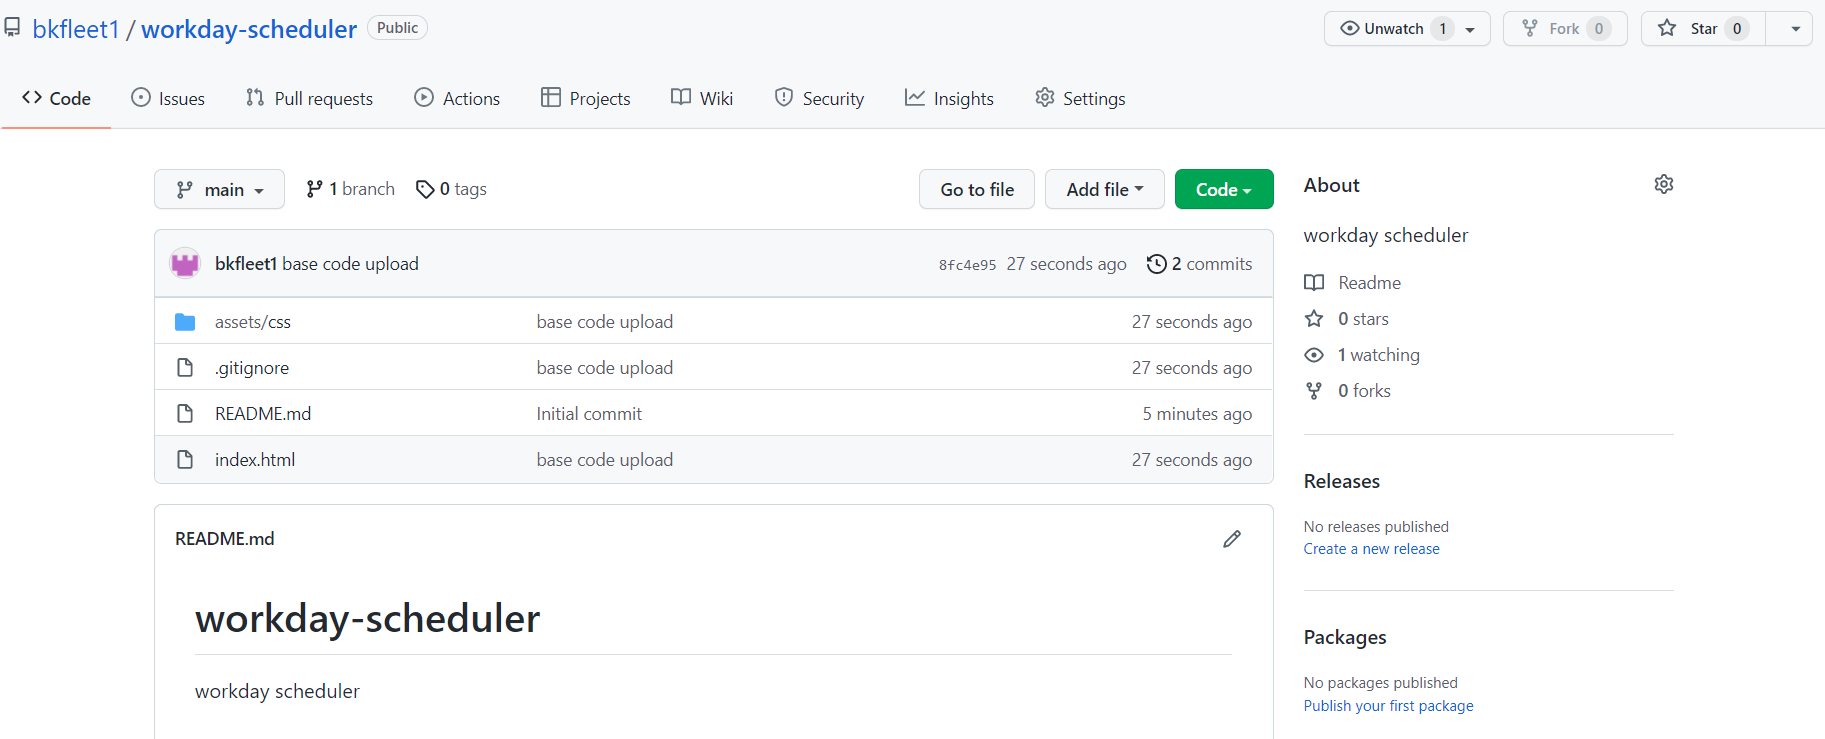 bkfleet1 / workday-scheduler Public Unwatch 1 Fork 0 Star 0
Code Issues Pull requests Actions Projects Wiki Security Insights Settings
main 1 branch 0 tags Go to file Add file Code
bkfleet1 base code upload 8fc4e95 27 seconds ago 2 commits
assets/css base code upload 27 seconds ago
.gitignore base code upload 27 seconds ago
README.md Initial commit 5 minutes ago
index.html base code upload 27 seconds ago
README.md
workday-scheduler
workday scheduler
About
workday scheduler
Readme
0 stars
1 watching
0 forks
Releases
No releases published
Create a new release
Packages
No packages published
Publish your first package